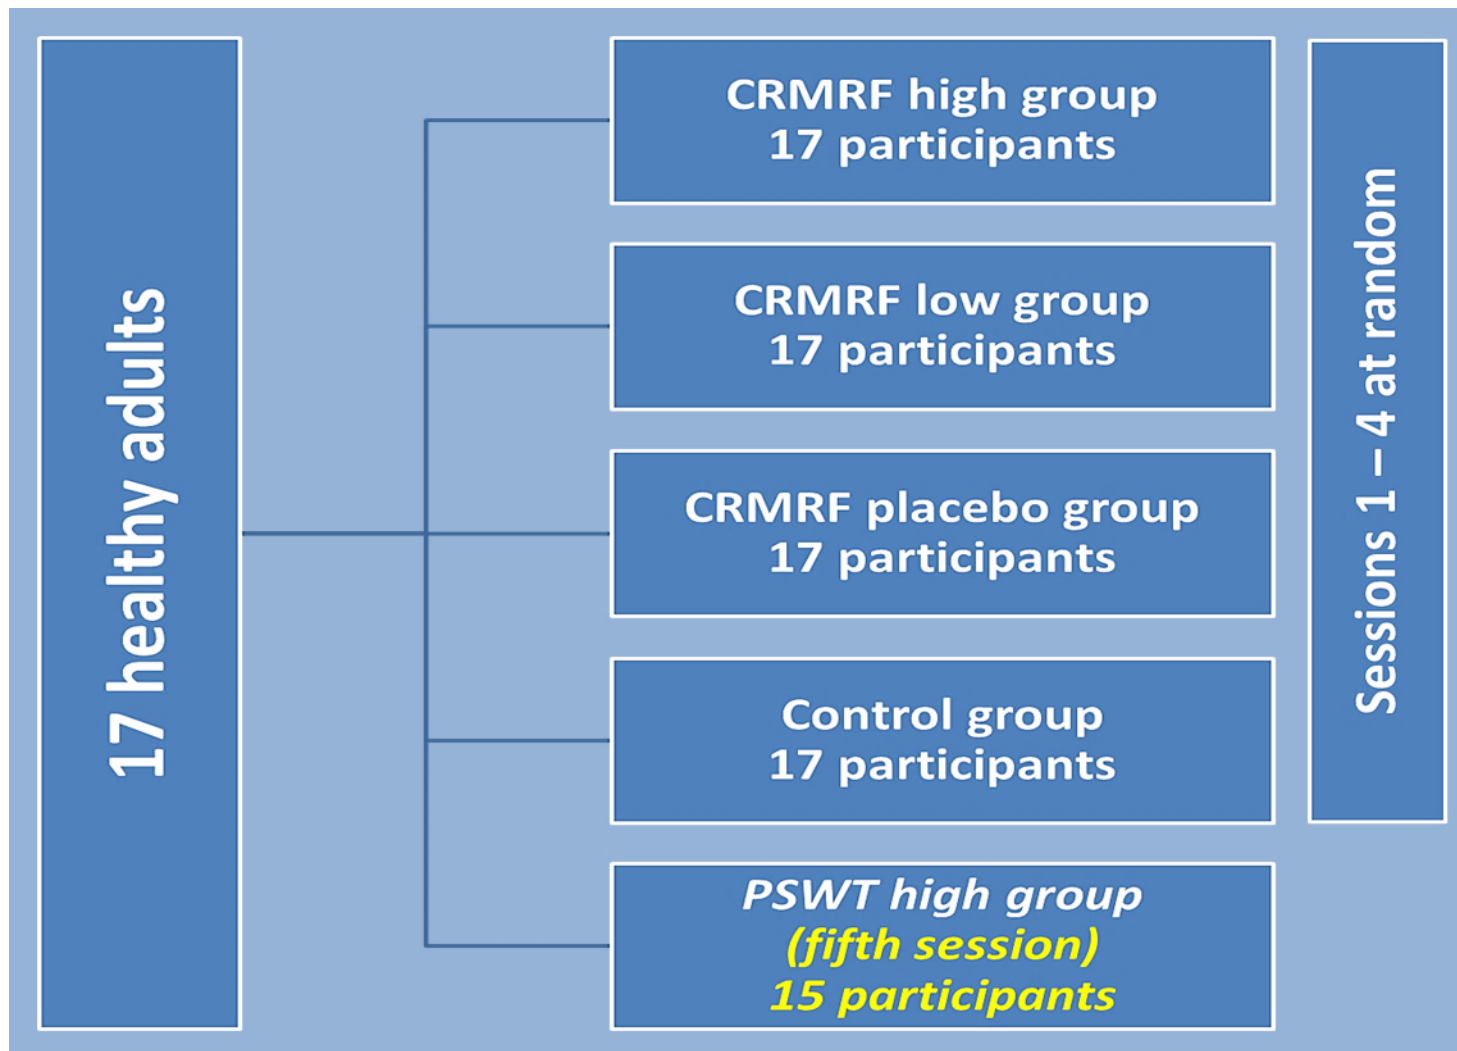 17 healthy adults
CRMRF high group
17 participants
CRMRF low group
17 participants
CRMRF placebo group
17 participants
Control group
17 participants
PSWT high group
(fifth session)
15 participants
Sessions 1 – 4 at random